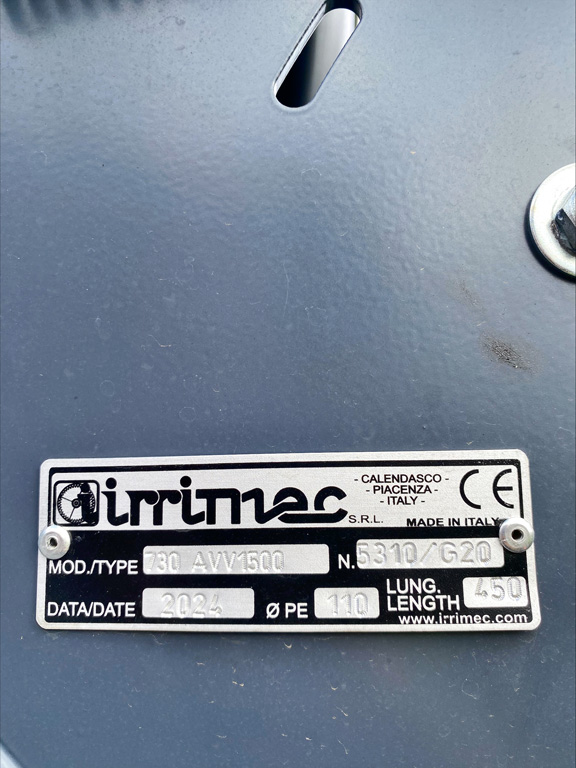 irrimec S.R.L.
- CALENDASCO -
- PIACENZA -
- ITALY -
CE
MADE IN ITALY
MOD./TYPE 730 AVV1500 N. 5310/G20
DATA/DATE 2024 Ø PE 110 LUNG. LENGTH 450
www.irrimec.com